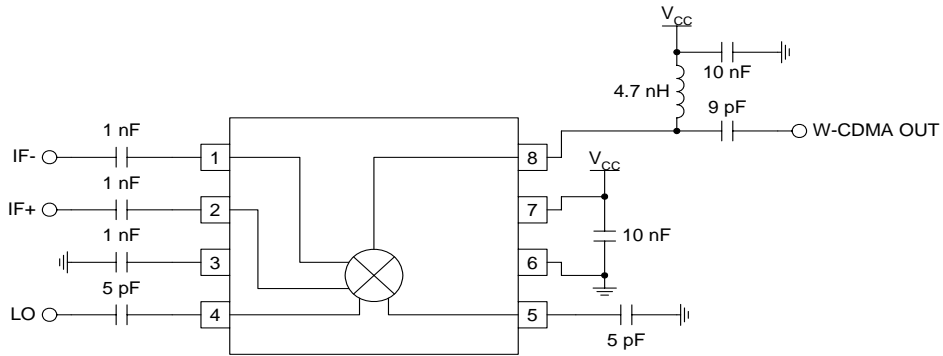 VCC
10 nF
4.7 nH
9 pF
W-CDMA OUT
1 nF
IF-
1
8
VCC
1 nF
IF+
2
7
1 nF
10 nF
3
6
5 pF
LO
4
5
5 pF